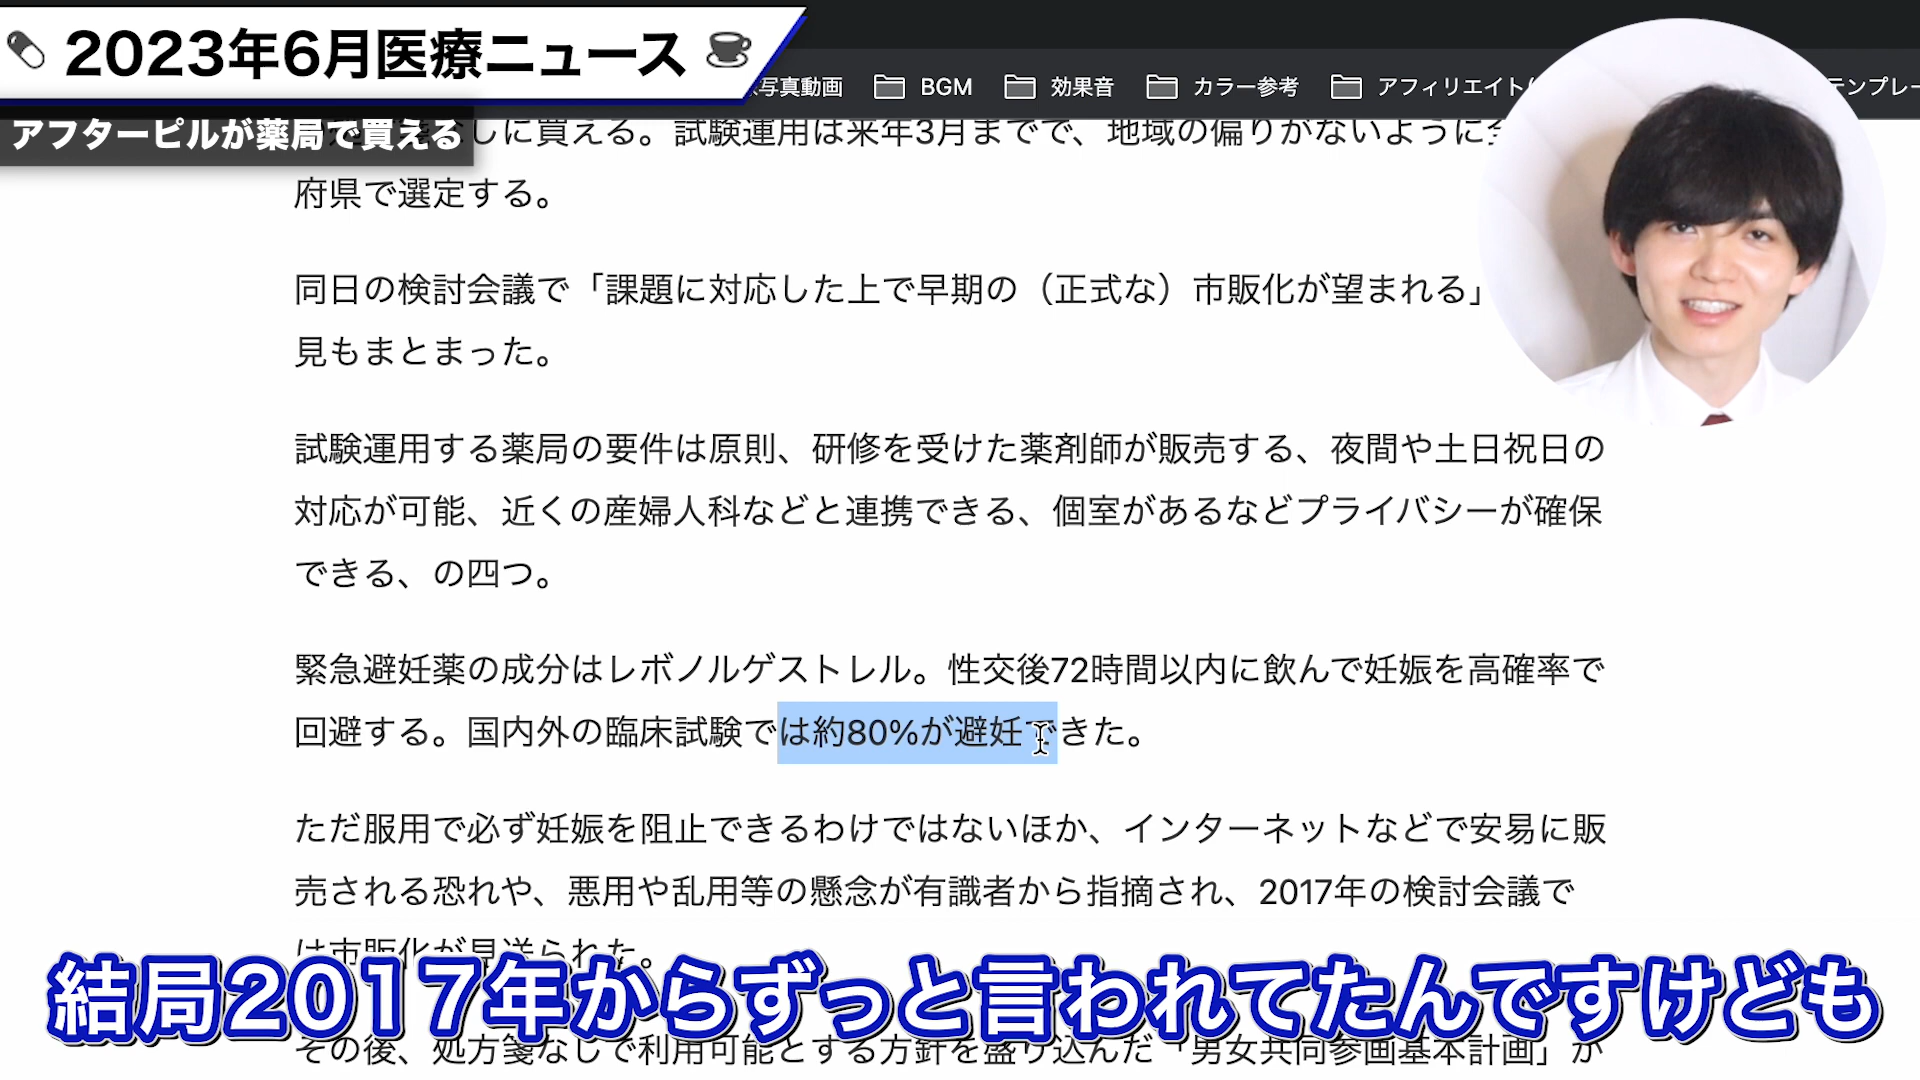 2023年6月医療ニュース
写真動画
BGM
効果音
カラー参考
アフィリエイト
テンプレー
アフターピルが薬局で買える
しに買える。試験運用は来年3月までで、地域の偏りがないように
府県で選定する。
同日の検討会議で「課題に対応した上で早期の（正式な）市販化が望まれる」
見もまとまった。
試験運用する薬局の要件は原則、研修を受けた薬剤師が販売する、夜間や土日祝日の
対応が可能、近くの産婦人科などと連携できる、個室があるなどプライバシーが確保
できる、の四つ。
緊急避妊薬の成分はレボノルゲストレル。性交後72時間以内に飲んで妊娠を高確率で
回避する。国内外の臨床試験では約80%が避妊できた。
ただ服用で必ず妊娠を阻止できるわけではないほか、インターネットなどで安易に販
売される恐れや、悪用や乱用等の懸念が有識者から指摘され、2017年の検討会議で
は市販化が見送られた。
結局2017年からずっと言われてたんですけども
その後、処方箋なしで利用可能とする方針を盛り込んだ「男女共同参画基本計画」が